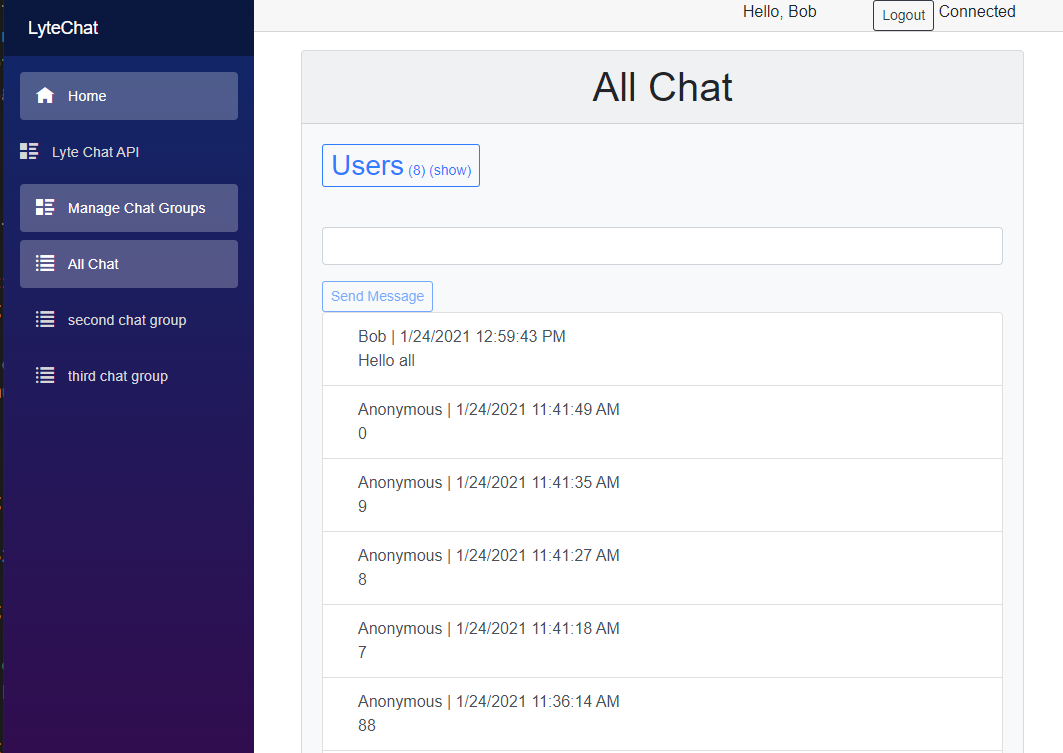 LyteChat
Hello, Bob
Logout
Connected
Home
Lyte Chat API
Manage Chat Groups
All Chat
second chat group
third chat group
All Chat
Users (8) (show)
Send Message
Bob | 1/24/2021 12:59:43 PM
Hello all
Anonymous | 1/24/2021 11:41:49 AM
0
Anonymous | 1/24/2021 11:41:35 AM
9
Anonymous | 1/24/2021 11:41:27 AM
8
Anonymous | 1/24/2021 11:41:18 AM
7
Anonymous | 1/24/2021 11:36:14 AM
88